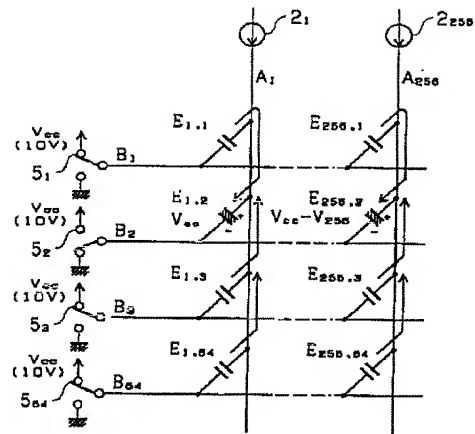 2₁
2₂₅₆
A₁
A₂₅₆
E₁.₁
E₂₅₆.₁
Vcc
(10V)
5₁
B₁
E₁.₂
E₂₅₆.₂
Vcc
Vcc-V₂₅₆
Vcc
(10V)
5₂
B₂
E₁.₃
E₂₅₆.₃
Vcc
(10V)
5₃
B₃
E₁.₆₄
E₂₅₆.₆₄
Vcc
(10V)
5₆₄
B₆₄